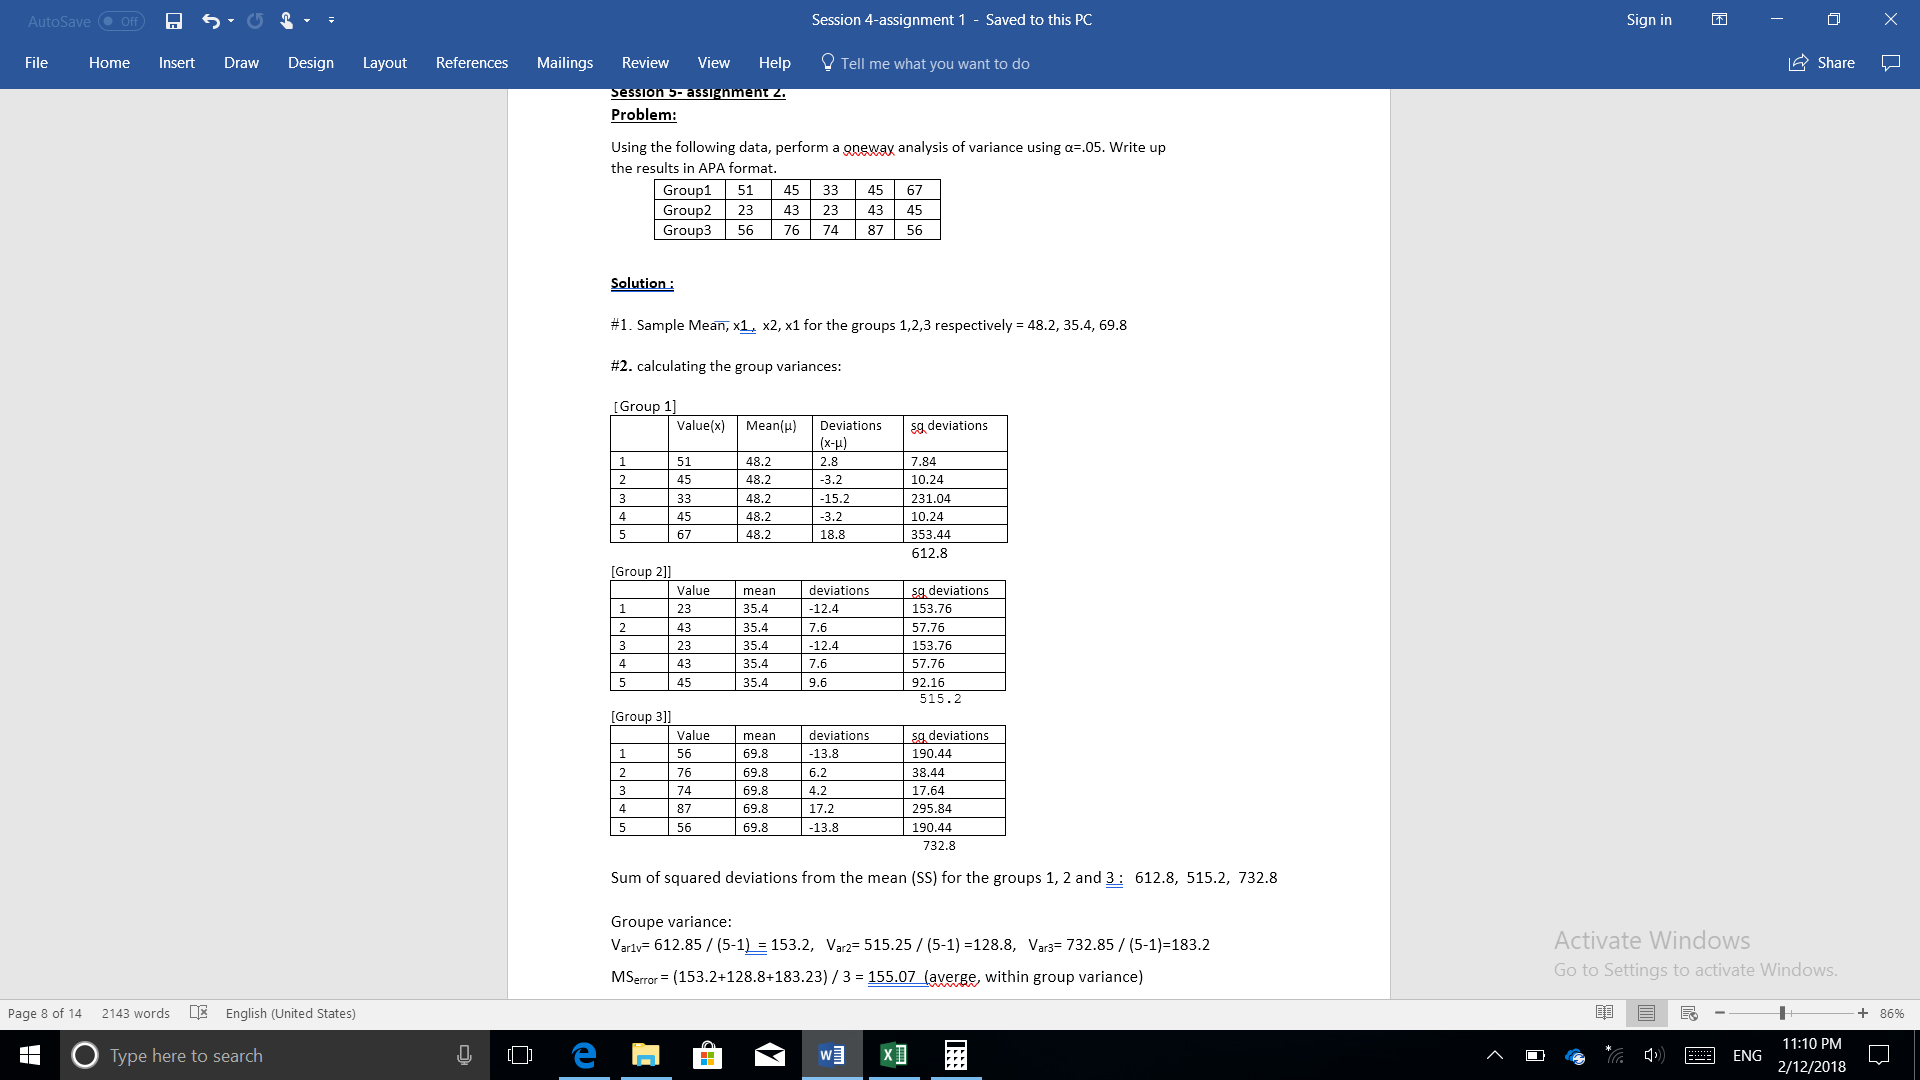 AutoSave Off
Session 4-assignment 1 - Saved to this PC
Sign in
File Home Insert Draw Design Layout References Mailings Review View Help Tell me what you want to do Share
Session 5- assignment 2.
Problem:
Using the following data, perform a oneway analysis of variance using α=.05. Write up
the results in APA format.
Group1 51 45 33 45 67
Group2 23 43 23 43 45
Group3 56 76 74 87 56
Solution :
#1. Sample Mean, x1 , x2, x1 for the groups 1,2,3 respectively = 48.2, 35.4, 69.8
#2. calculating the group variances:
[Group 1]
Value(x) Mean(μ) Deviations (x-μ) sq deviations
1 51 48.2 2.8 7.84
2 45 48.2 -3.2 10.24
3 33 48.2 -15.2 231.04
4 45 48.2 -3.2 10.24
5 67 48.2 18.8 353.44
612.8
[Group 2]]
Value mean deviations sq deviations
1 23 35.4 -12.4 153.76
2 43 35.4 7.6 57.76
3 23 35.4 -12.4 153.76
4 43 35.4 7.6 57.76
5 45 35.4 9.6 92.16
515.2
[Group 3]]
Value mean deviations sq deviations
1 56 69.8 -13.8 190.44
2 76 69.8 6.2 38.44
3 74 69.8 4.2 17.64
4 87 69.8 17.2 295.84
5 56 69.8 -13.8 190.44
732.8
Sum of squared deviations from the mean (SS) for the groups 1, 2 and 3 : 612.8, 515.2, 732.8
Groupe variance:
Var1v= 612.85 / (5-1) = 153.2, Var2= 515.25 / (5-1) =128.8, Var3= 732.85 / (5-1)=183.2
MSerror = (153.2+128.8+183.23) / 3 = 155.07 (averge, within group variance)
Activate Windows
Go to Settings to activate Windows.
Page 8 of 14 2143 words English (United States) 86%
Type here to search
ENG
11:10 PM
2/12/2018